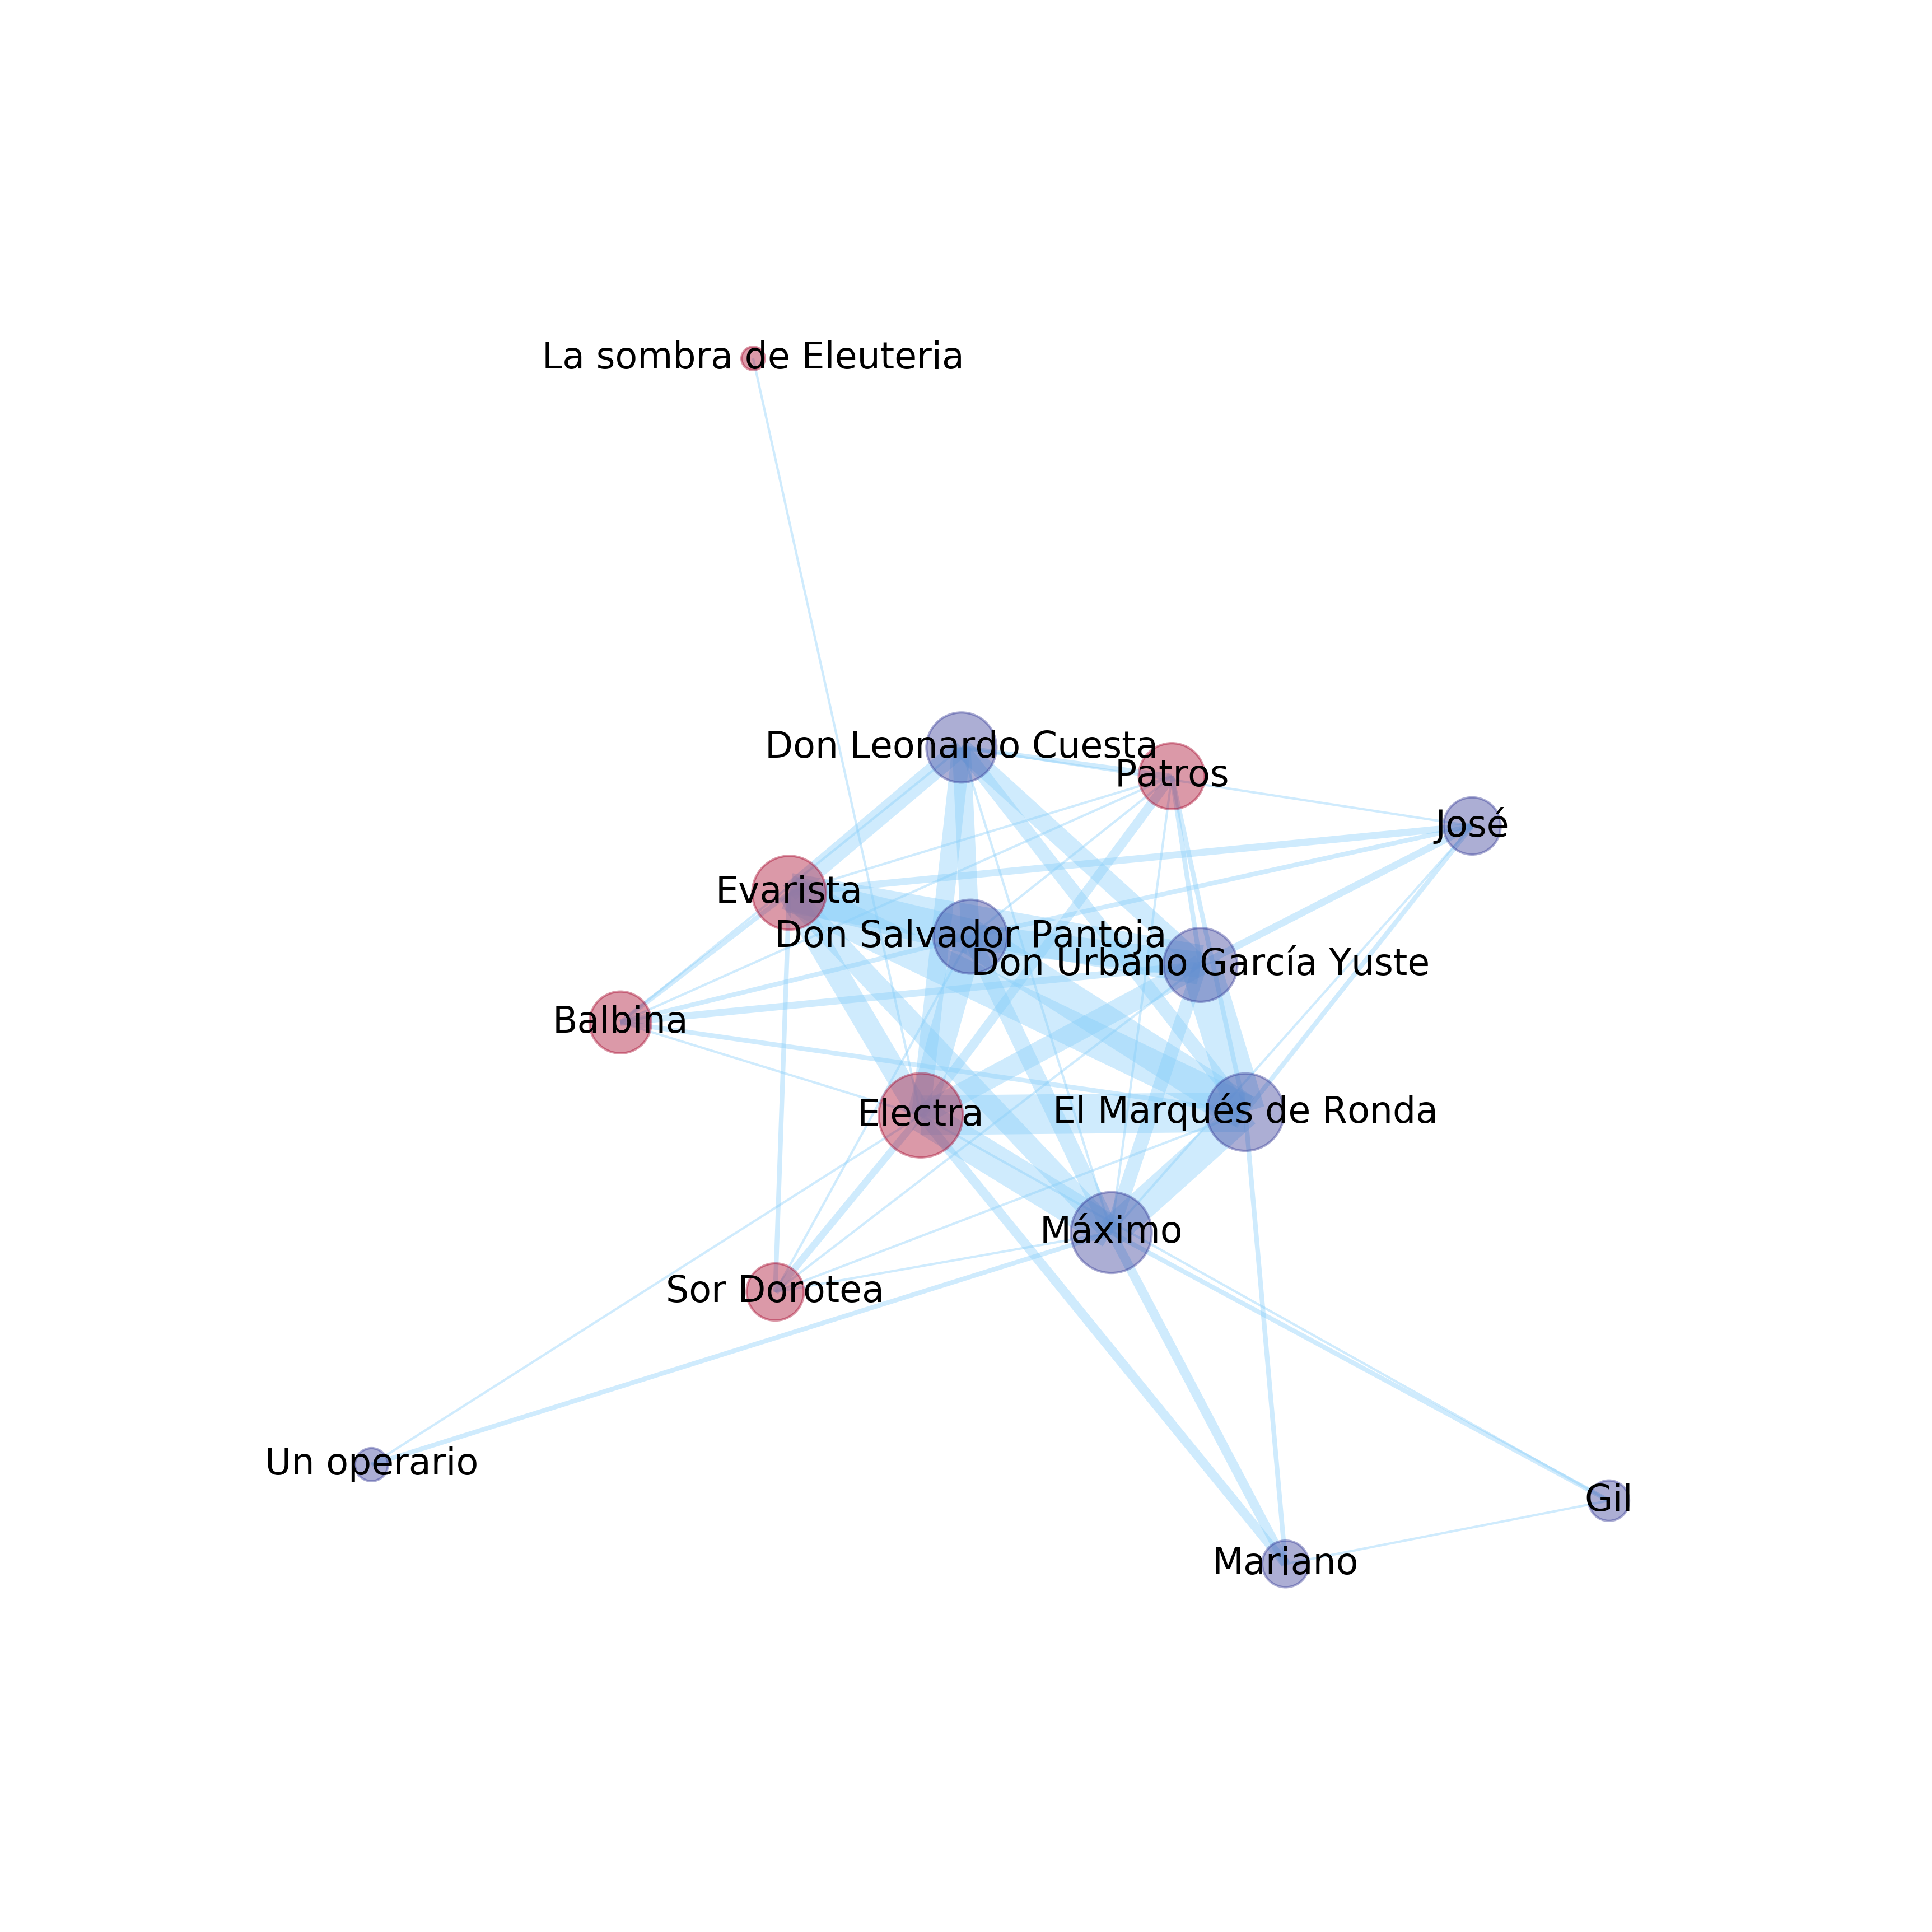 La sombra de Eleuteria
Don Leonardo Cuesta
Patros
José
Evarista
Don Salvador Pantoja
Don Urbano García Yuste
Balbina
Electra
El Marqués de Ronda
Máximo
Sor Dorotea
Un operario
Gil
Mariano